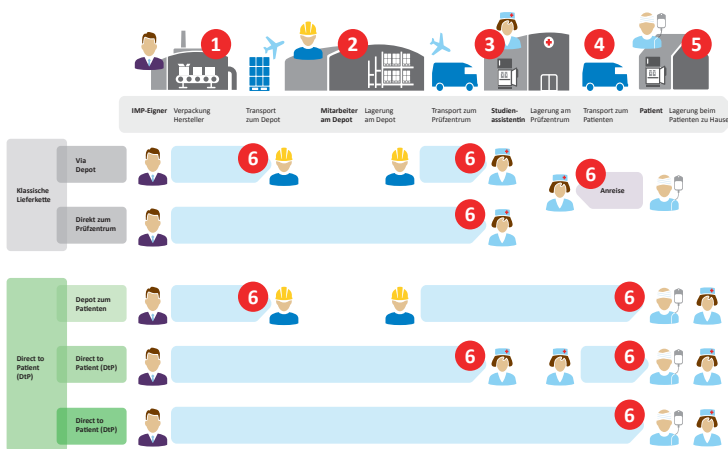 1
2
3
4
5
IMP-Eigner
Verpackung
Hersteller
Transport
zum Depot
Mitarbeiter
am Depot
Lagerung
am Depot
Transport zum
Prüfzentrum
Studien-
assistentin
Lagerung am
Prüfzentrum
Transport zum
Patienten
Patient
Lagerung beim
Patienten zu Hause
Klassische
Lieferkette
Via
Depot
6
6
6
Anreise
Direkt zum
Prüfzentrum
6
Direct to
Patient
(DtP)
Depot zum
Patienten
6
6
Direct to
Patient (DtP)
6
6
Direct to
Patient (DtP)
6